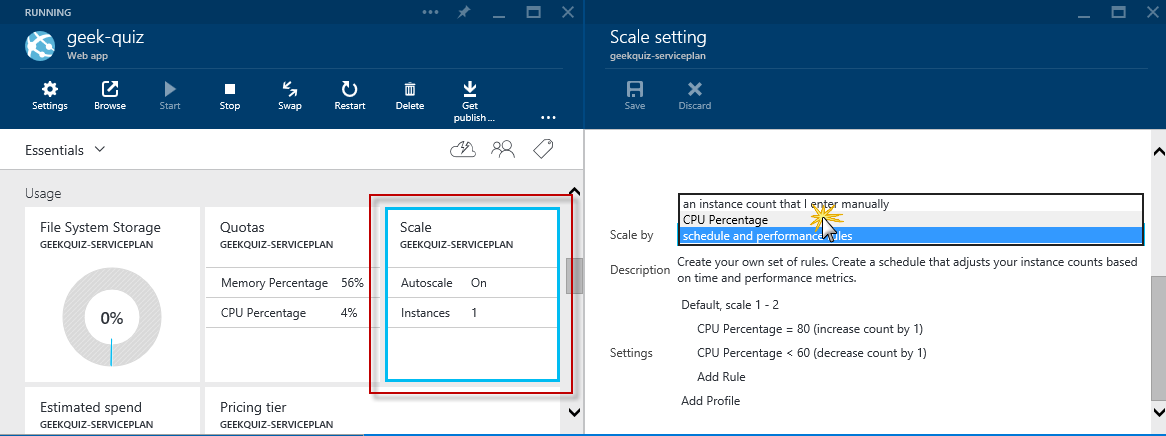 RUNNING
geek-quiz
Web app
Settings
Browse
Start
Stop
Swap
Restart
Delete
Get
publish ...
Essentials
Usage
File System Storage
GEEKQUIZ-SERVICEPLAN
0%
Quotas
GEEKQUIZ-SERVICEPLAN
Memory Percentage 56%
CPU Percentage 4%
Scale
GEEKQUIZ-SERVICEPLAN
Autoscale On
Instances 1
Estimated spend
GEEKQUIZ-SERVICEPLAN
Pricing tier
GEEKQUIZ-SERVICEPLAN
Scale setting
geekquiz-serviceplan
Save
Discard
an instance count that I enter manually
CPU Percentage
Scale by
schedule and performance rules
Description
Create your own set of rules. Create a schedule that adjusts your instance counts based
on time and performance metrics.
Default, scale 1 - 2
CPU Percentage = 80 (increase count by 1)
Settings
CPU Percentage < 60 (decrease count by 1)
Add Rule
Add Profile